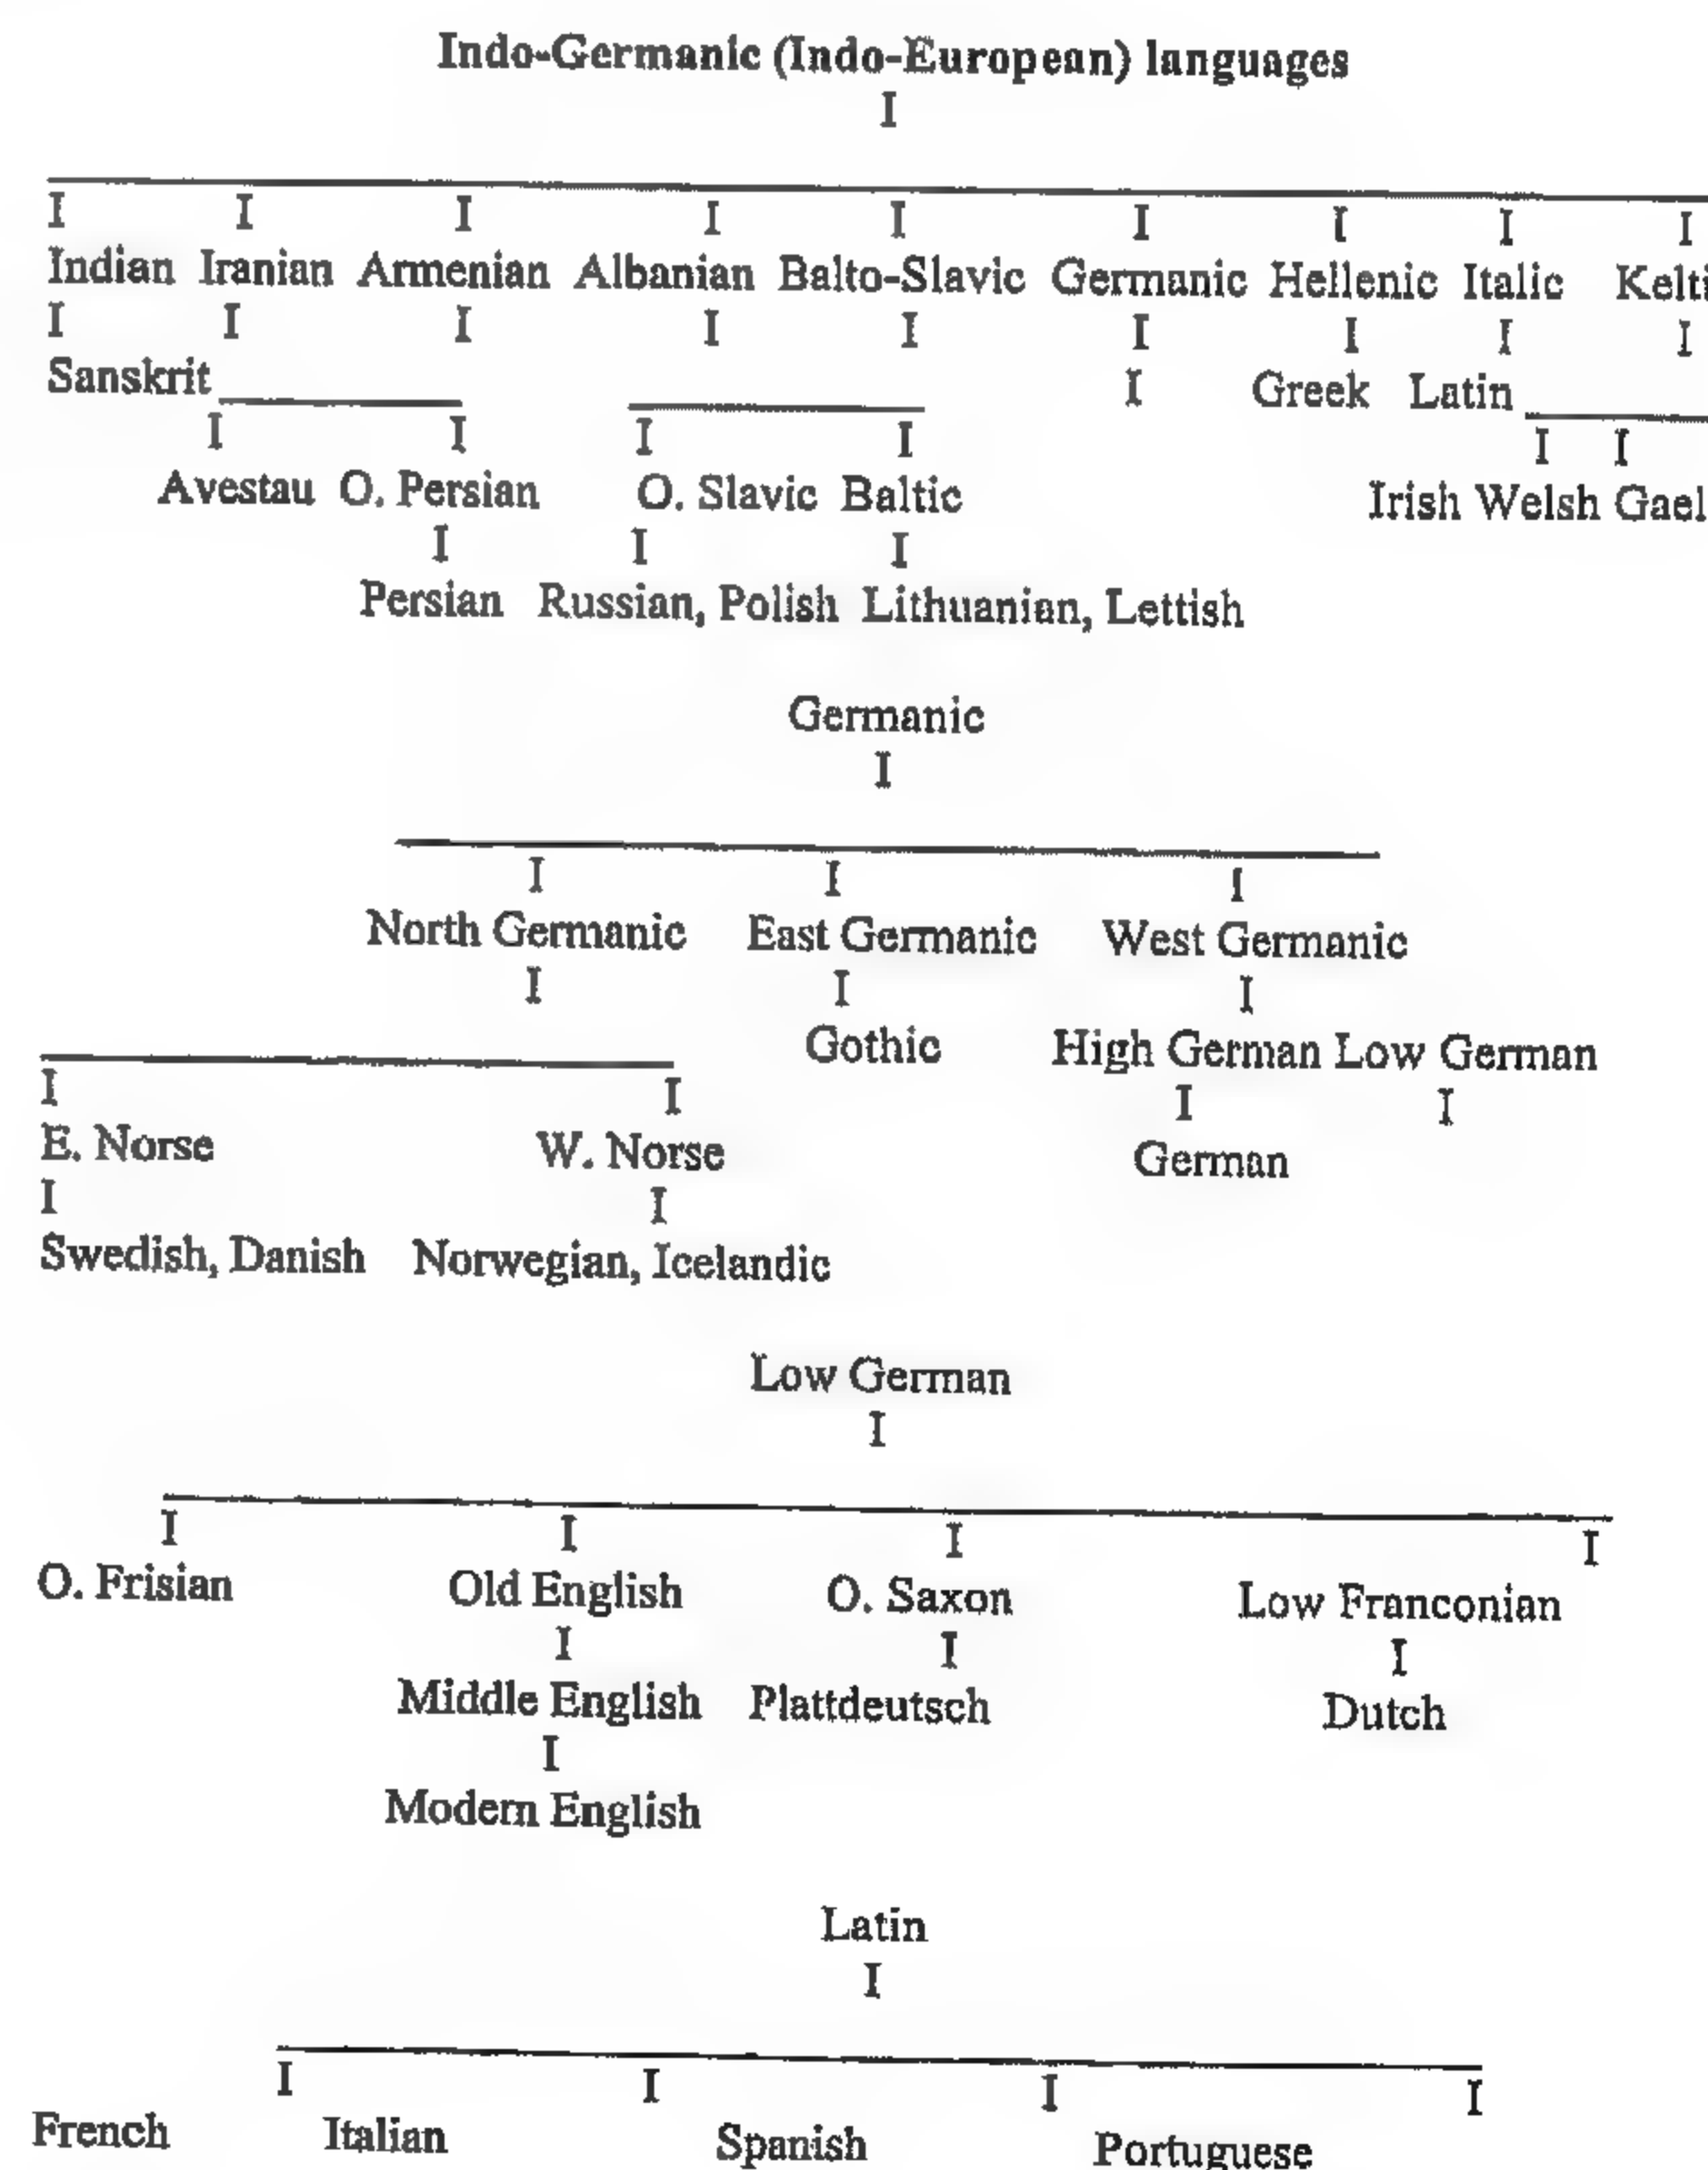 Indo-Germanic (Indo-European) languages
I
I I I I I I I I I
Indian Iranian Armenian Albanian Balto-Slavic Germanic Hellenic Italic Kelti
I I I I I I I I I
Sanskrit I Greek Latin
I I I I I I
Avestau O. Persian O. Slavic Baltic Irish Welsh Gael
I I I
Persian Russian, Polish Lithuanian, Lettish
Germanic
I
I I I
North Germanic East Germanic West Germanic
I I I
Gothic High German Low German
I I I I
E. Norse W. Norse German
I I
Swedish, Danish Norwegian, Icelandic
Low German
I
I I I I
O. Frisian Old English O. Saxon Low Franconian
I I I
Middle English Plattdeutsch Dutch
I
Modern English
Latin
I
I I I I
French Italian Spanish Portuguese